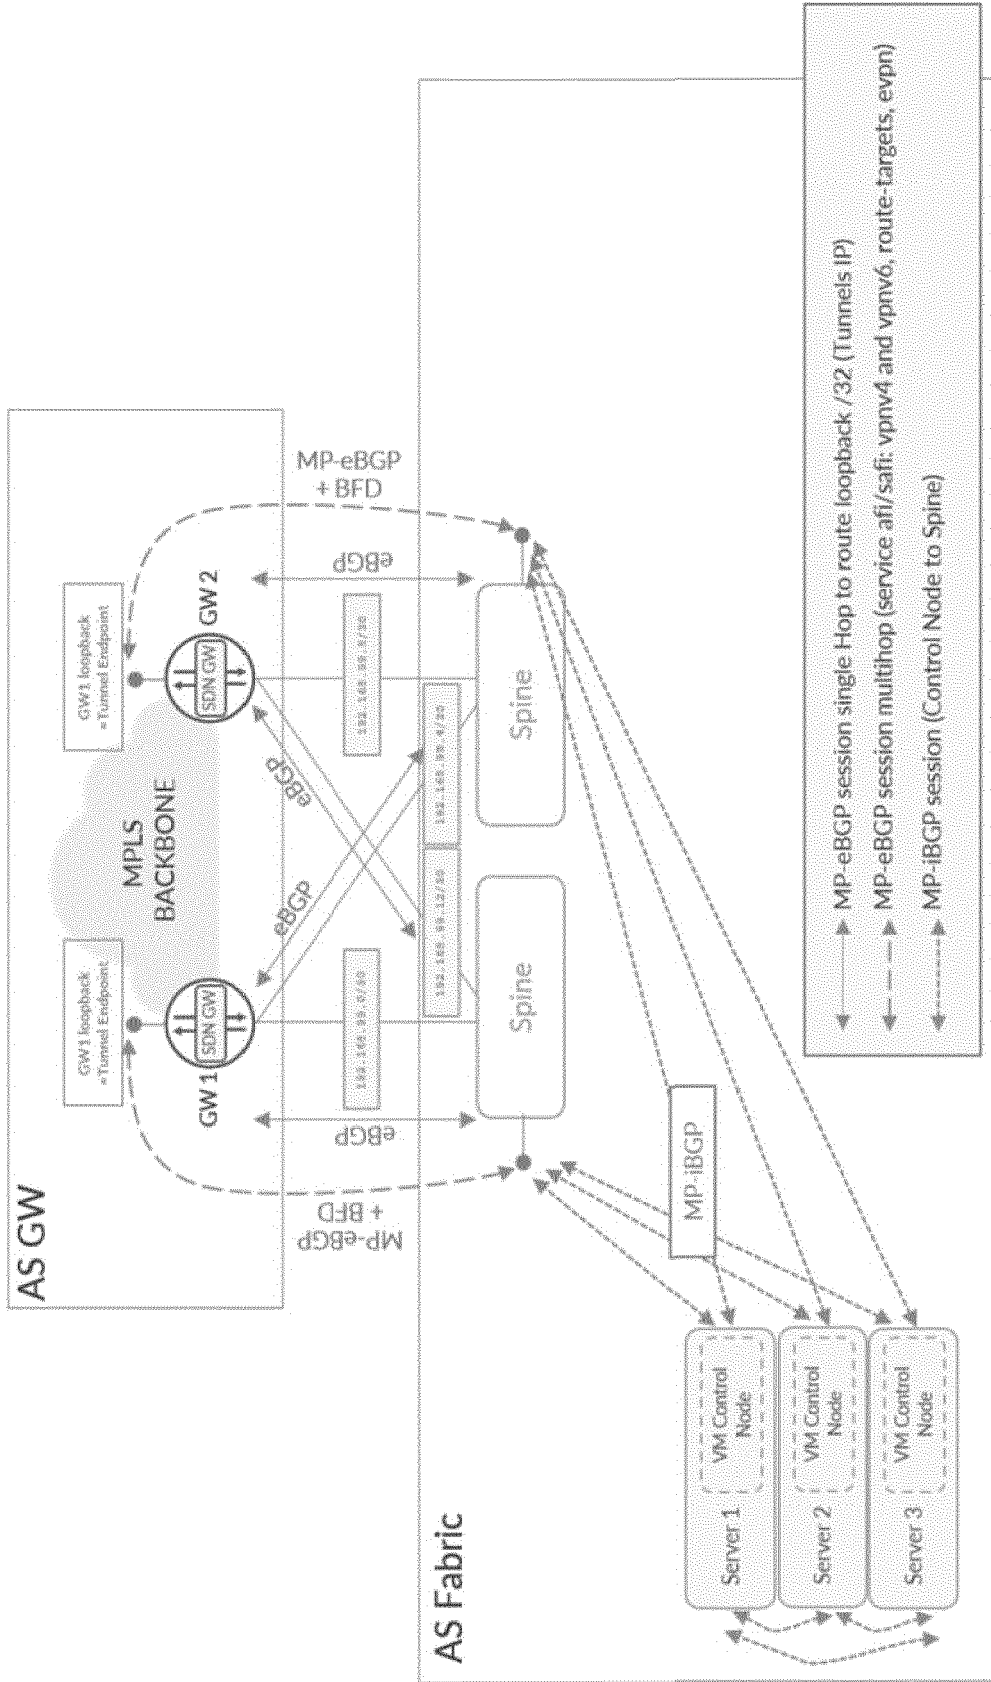 AS GW
GW1 loopback
=Tunnel Endpoint
GW1 loopback
=Tunnel Endpoint
MPLS
BACKBONE
GW 1
SDN GW
SDN GW
GW 2
MP-eBGP
+ BFD
eBGP
eBGP
eBGP
eBGP
MP-eBGP
+ BFD
Spine
Spine
AS Fabric
MP-iBGP
Server 1
VM Control
Node
Server 2
VM Control
Node
Server 3
VM Control
Node
MP-eBGP session single Hop to route loopback /32 (Tunnels IP)
MP-eBGP session multihop (service afi/safi: vpnv4 and vpnv6, route-targets, evpn)
MP-iBGP session (Control Node to Spine)